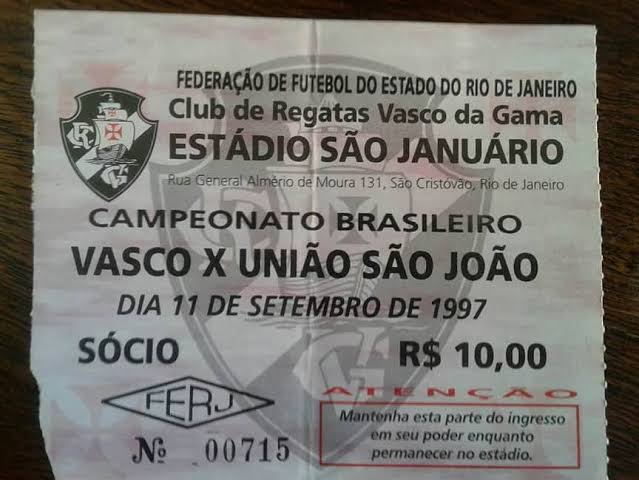 FEDERAÇÃO DE FUTEBOL DO ESTADO DO RIO DE JANEIRO
Club de Regatas Vasco da Gama
ESTÁDIO SÃO JANUÁRIO
Rua General Almério de Moura 131, São Cristóvão, Rio de Janeiro
CAMPEONATO BRASILEIRO
VASCO X UNIÃO SÃO JOÃO
DIA 11 DE SETEMBRO DE 1997
SÓCIO R$ 10,00
FERJ
Nº 00715
ATENÇÃO
Mantenha esta parte do ingresso
em seu poder enquanto
permanecer no estádio.